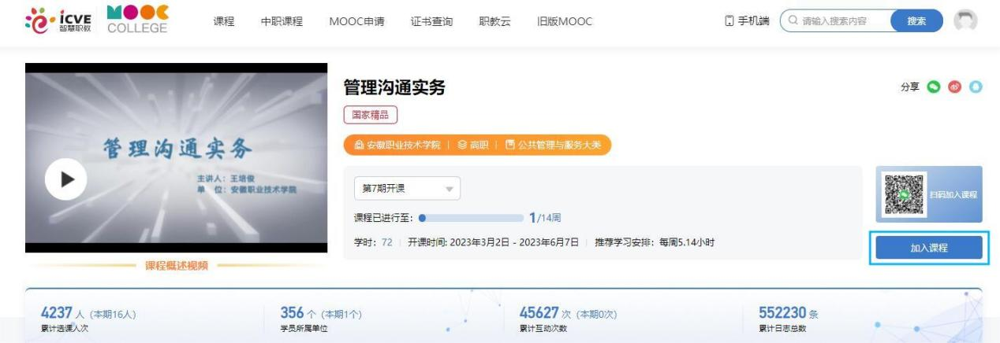 icve
智慧职教
MOOC
COLLEGE
课程
中职课程
MOOC申请
证书查询
职教云
旧版MOOC
手机端
请输入搜索内容
搜索
管理沟通实务
主讲人：王培俊
单 位：安徽职业技术学院
课程概述视频
管理沟通实务
分享
国家精品
安徽职业技术学院 | 高职 | 公共管理与服务大类
第7期开课
课程已进行至： 1/14周
学时：72 | 开课时间: 2023年3月2日 - 2023年6月7日 | 推荐学习安排：每周5.14小时
扫码加入课程
加入课程
4237 人（本期16人）
累计选课人次
356 个（本期1个）
学员所属单位
45627 次（本期0次）
累计互动次数
552230 条
累计日志总数